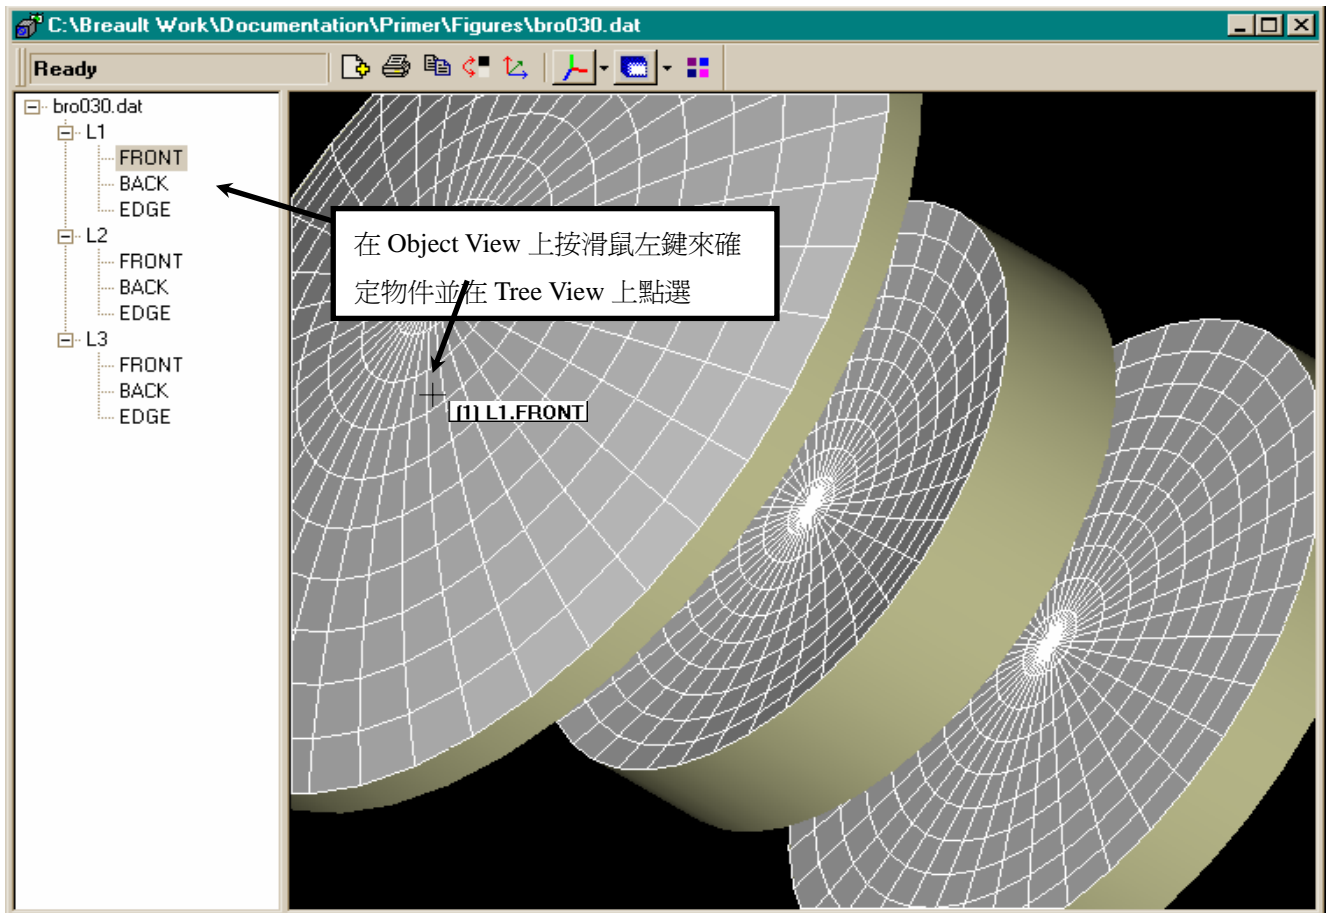 C:\Breault Work\Documentation\Primer\Figures\bro030.dat
Ready
bro030.dat
L1
FRONT
BACK
EDGE
L2
FRONT
BACK
EDGE
L3
FRONT
BACK
EDGE
在 Object View 上按滑鼠左鍵來確
定物件並在 Tree View 上點選
[1] L1.FRONT